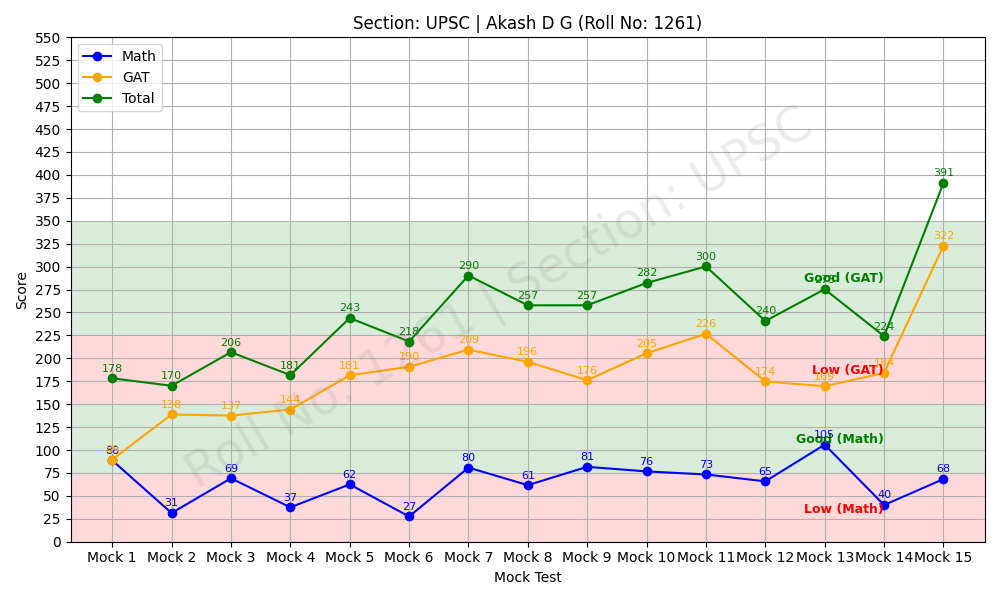 Section: UPSC | Akash D G (Roll No: 1261)
Math
GAT
Total
Score
550
525
500
475
450
425
400
375
350
325
300
275
250
225
200
175
150
125
100
75
50
25
0
Roll No: 1261 | Section: UPSC
178 170 206 181 243 218 290 257 257 282 300 240 275 224 391
138 137 144 181 190 209 196 176 205 226 174 169 184 322
31 69 37 62 27 80 61 81 76 73 65 105 40 68
Good (GAT)
Low (GAT)
Good (Math)
Low (Math)
Mock 1 Mock 2 Mock 3 Mock 4 Mock 5 Mock 6 Mock 7 Mock 8 Mock 9 Mock 10 Mock 11 Mock 12 Mock 13 Mock 14 Mock 15
Mock Test